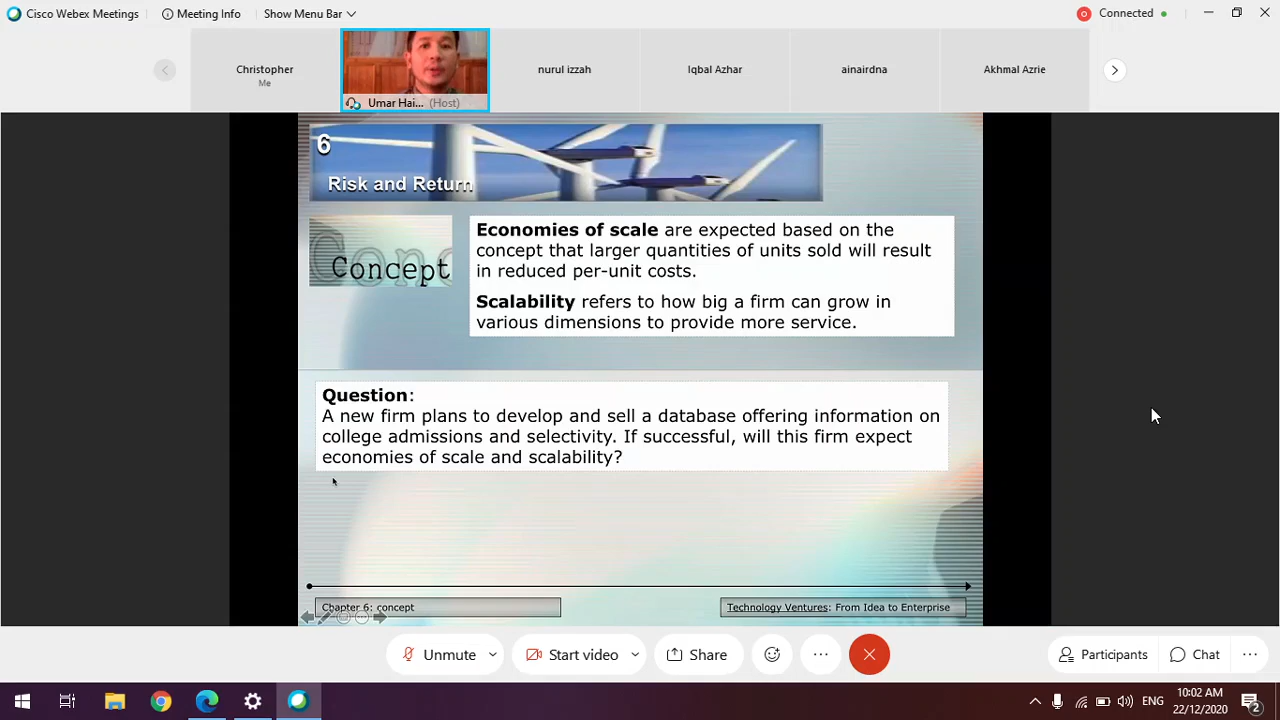 Cisco Webex Meetings
Meeting Info
Show Menu Bar
Connected
Christopher
Me
Umar Hai... (Host)
nurul izzah
Iqbal Azhar
ainairdna
Akhmal Azrie
6
Risk and Return
Concept
Economies of scale are expected based on the
concept that larger quantities of units sold will result
in reduced per-unit costs.
Scalability refers to how big a firm can grow in
various dimensions to provide more service.
Question:
A new firm plans to develop and sell a database offering information on
college admissions and selectivity. If successful, will this firm expect
economies of scale and scalability?
Chapter 6: concept
Technology Ventures: From Idea to Enterprise
Unmute
Start video
Share
Participants
Chat
ENG
10:02 AM
22/12/2020
2